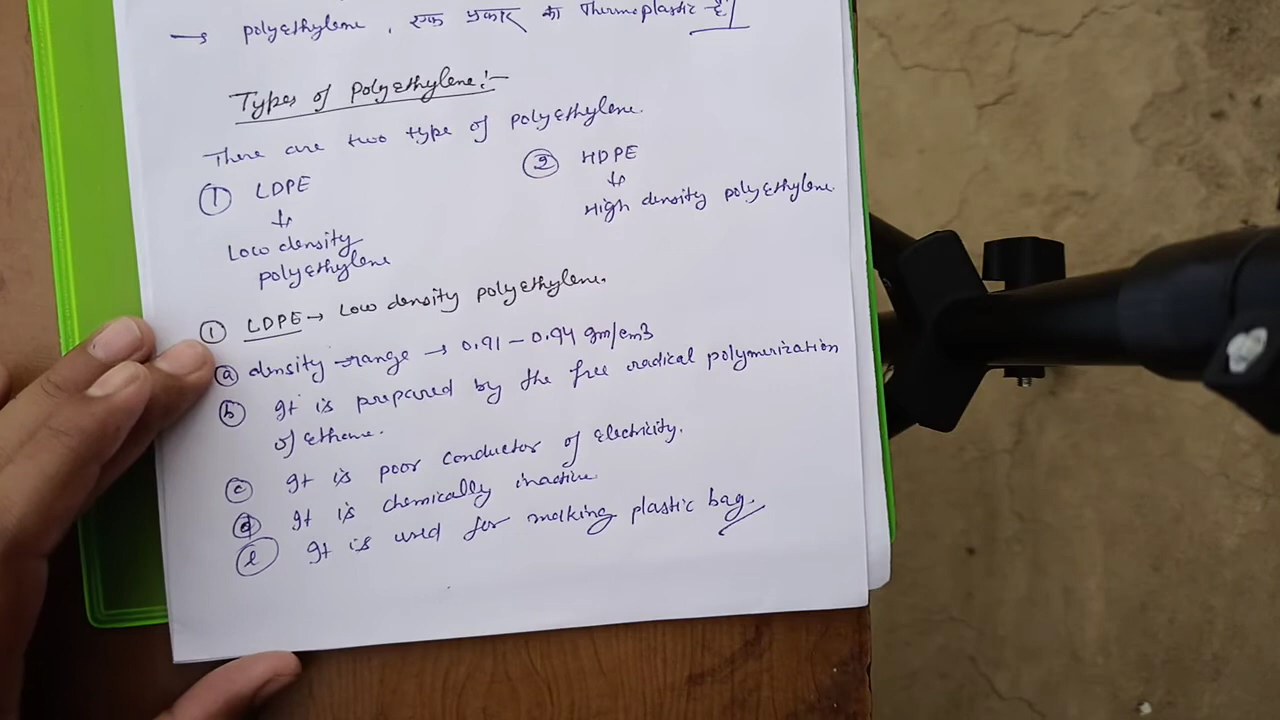 → polyethylene, एक प्रकार का Thermoplastic है|
Types of Polyethylene:-
There are two type of polyethylene.
① LDPE
↓
Low density
polyethylene
② HDPE
↓
High density polyethylene
① LDPE → Low density polyethylene.
ⓐ density range → 0.91 – 0.94 gm/cm3
ⓑ It is prepared by the free radical polymerization
of ethene.
ⓒ It is poor conductor of electricity.
ⓓ It is chemically inactive
ⓔ It is used for making plastic bag.